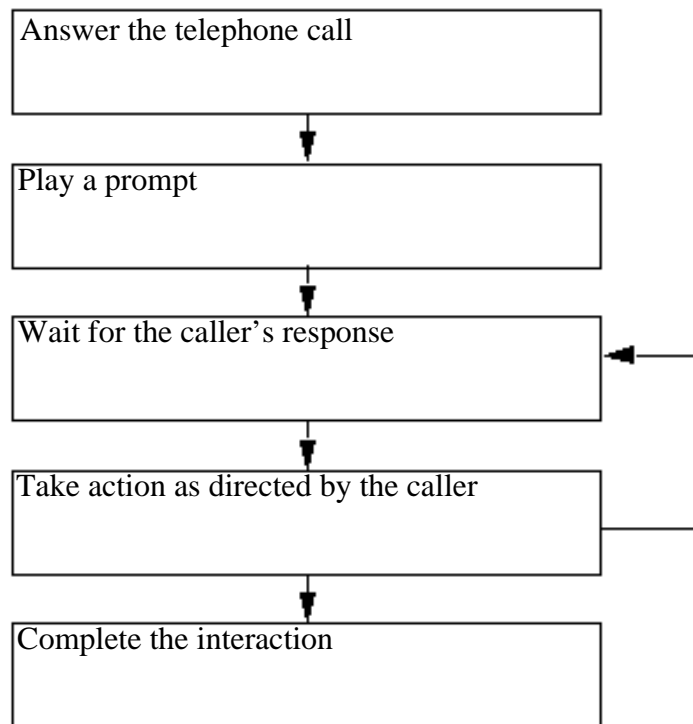 Answer the telephone call
Play a prompt
Wait for the caller’s response
Take action as directed by the caller
Complete the interaction